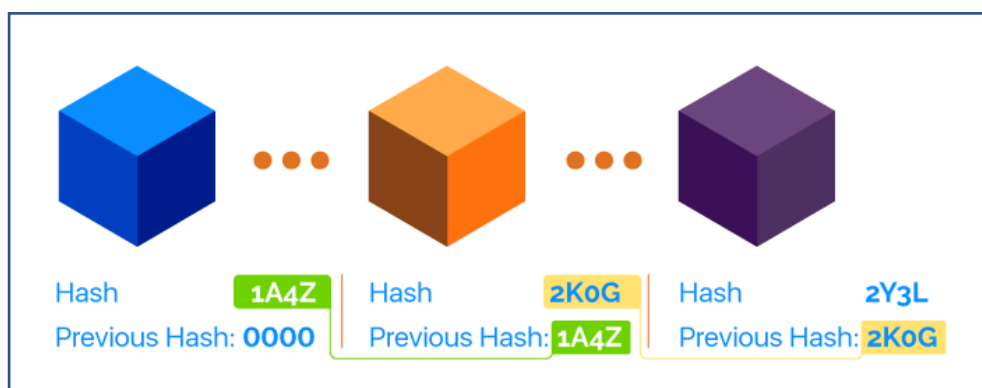 Hash 1A4Z
Previous Hash: 0000
Hash 2K0G
Previous Hash: 1A4Z
Hash 2Y3L
Previous Hash: 2K0G